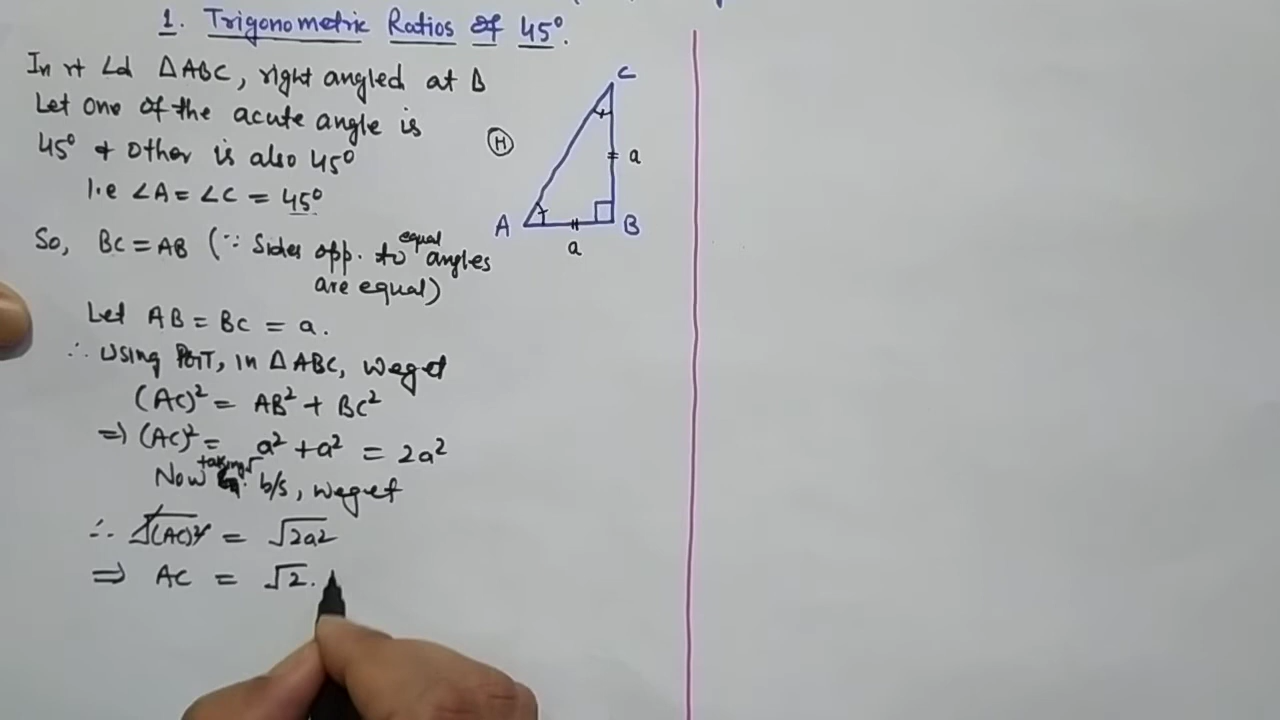 1. Trigonometric Ratios of 45°.
In rt ∠d △ABC, right angled at B
Let one of the acute angle is
45° & other is also 45°
i.e ∠A = ∠C = 45°
So, BC = AB (∵ Sides opp. to equal angles
are equal)
Let AB = BC = a.
∴ Using PGT, in △ABC, we get
(AC)² = AB² + BC²
⇒ (AC)² = a² + a² = 2a²
Now taking √ b/s, we get
∴ √(AC)² = √2a²
⇒ AC = √2.
C
H
a
A
B
a